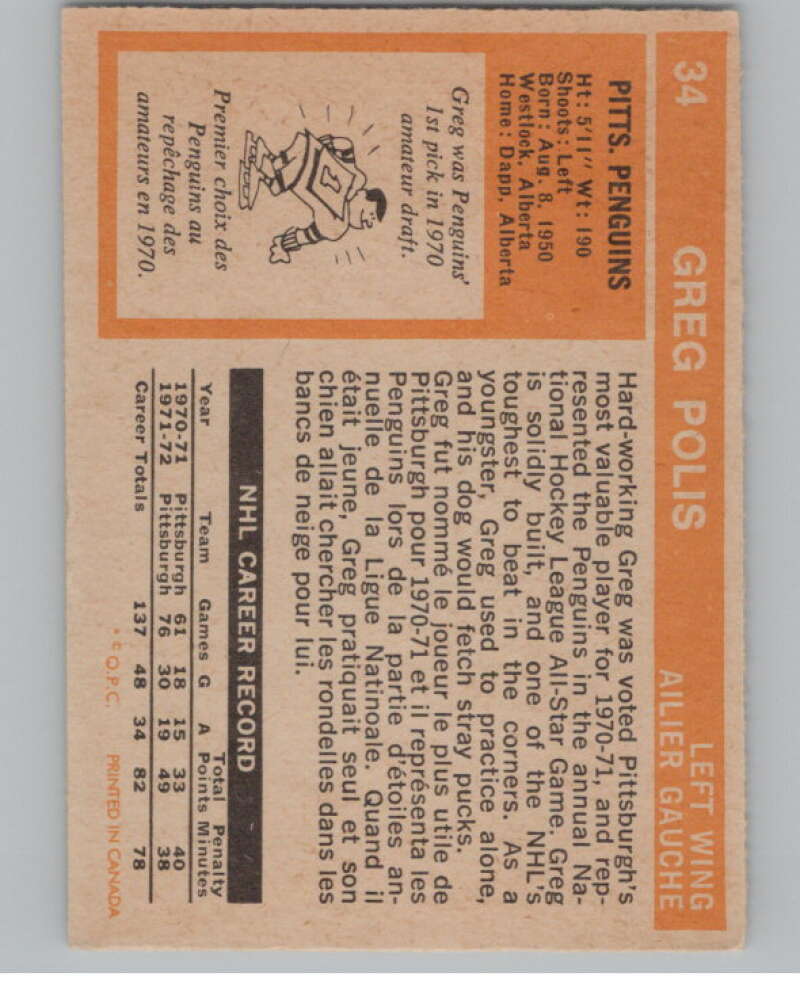 34 GREG POLIS LEFT WING
AILIER GAUCHE
PITTS. PENGUINS
Ht: 5'11" Wt: 190
Shoots: Left
Born: Aug. 8, 1950
Westlock, Alberta
Home: Dapp, Alberta
Greg was Penguins'
1st pick in 1970
amateur draft.
Premier choix des
Penguins au
repêchage des
amateurs en 1970.
Hard-working Greg was voted Pittsburgh's
most valuable player for 1970-71, and rep-
resented the Penguins in the annual Na-
tional Hockey League All-Star Game. Greg
is solidly built, and one of the NHL's
toughest to beat in the corners. As a
youngster, Greg used to practice alone,
and his dog would fetch stray pucks.
Greg fut nommé le joueur le plus utile de
Pittsburgh pour 1970-71 et il représenta les
Penguins lors de la partie d'étoiles an-
nuelle de la Ligue Natinoale. Quand il
était jeune, Greg pratiquait seul et son
chien allait chercher les rondelles dans les
bancs de neige pour lui.
NHL CAREER RECORD
Total Penalty
Year Team Games G A Points Minutes
1970-71 Pittsburgh 61 18 15 33 40
1971-72 Pittsburgh 76 30 19 49 38
Career Totals 137 48 34 82 78
* © O.P.C. PRINTED IN CANADA